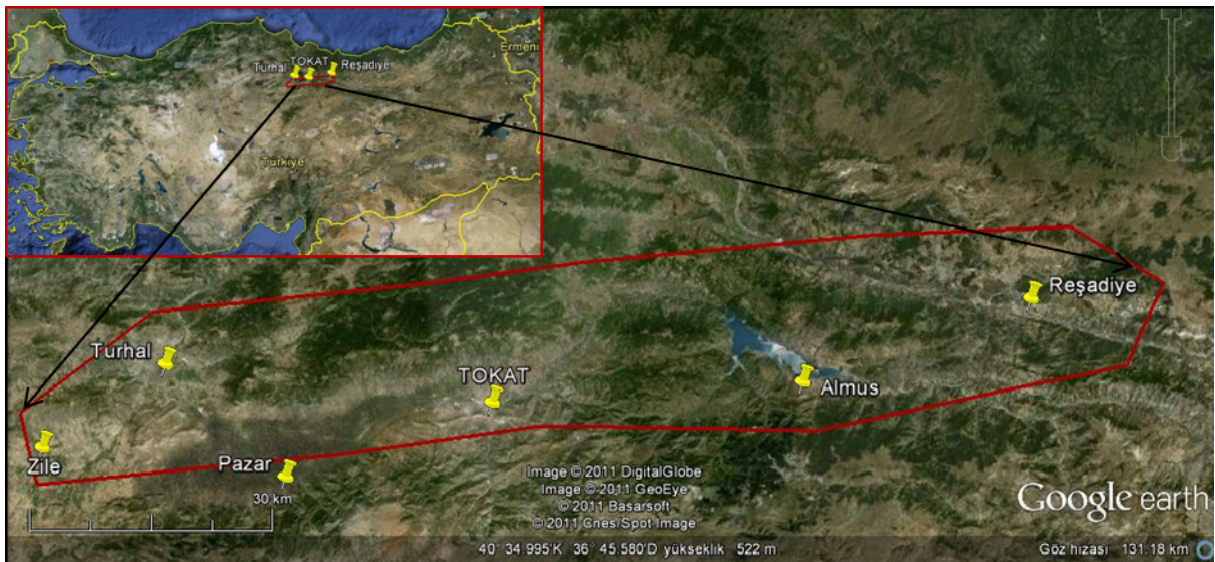 Ermeni
Turhal
TOKAT
Reşadiye
Türkiye
Reşadiye
Turhal
TOKAT
Almus
Zile
Pazar
30 km
Image © 2011 DigitalGlobe
Image © 2011 GeoEye
© 2011 Basarsoft
© 2011 Cnes/Spot Image
Google earth
40° 34.995'K 36° 45.580'D yükseklik 522 m
Göz hizası 131.18 km